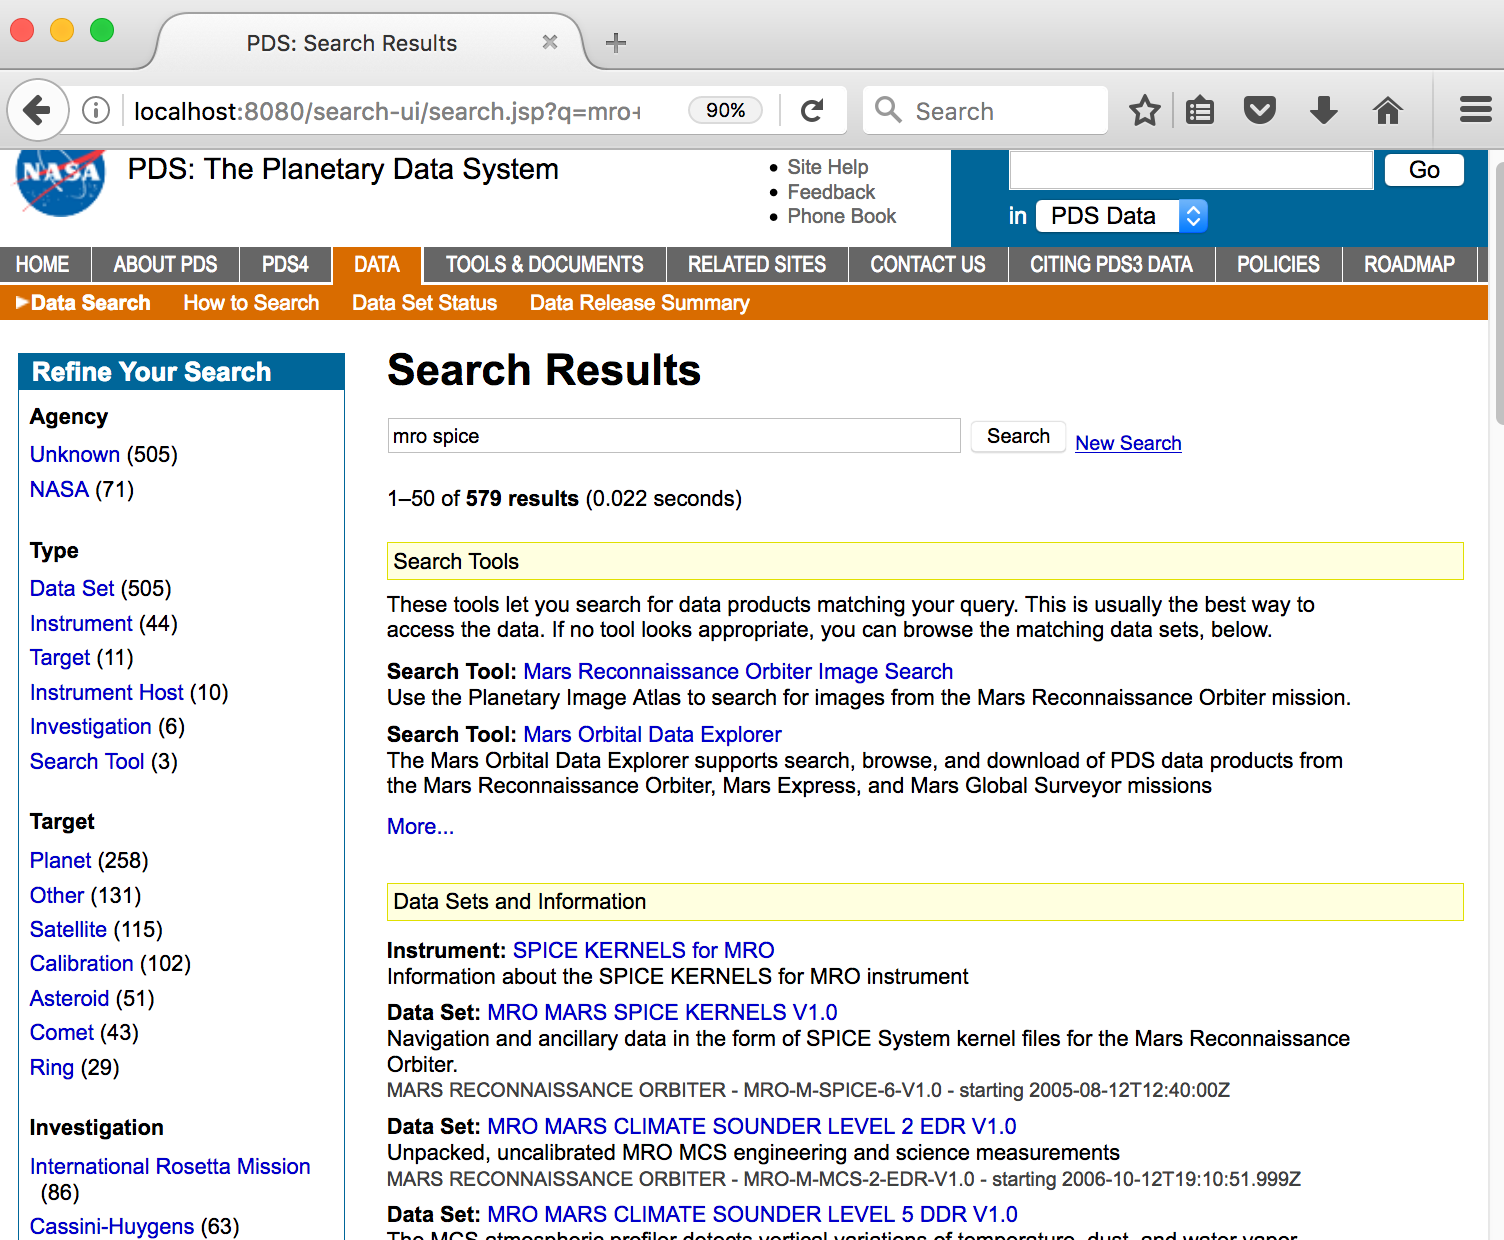 PDS: Search Results
localhost:8080/search-ui/search.jsp?q=mro+
90%
Search
NASA
PDS: The Planetary Data System
Site Help
Feedback
Phone Book
Go
in PDS Data
HOME ABOUT PDS PDS4 DATA TOOLS & DOCUMENTS RELATED SITES CONTACT US CITING PDS3 DATA POLICIES ROADMAP
Data Search How to Search Data Set Status Data Release Summary
Refine Your Search
Agency
Unknown (505)
NASA (71)
Type
Data Set (505)
Instrument (44)
Target (11)
Instrument Host (10)
Investigation (6)
Search Tool (3)
Target
Planet (258)
Other (131)
Satellite (115)
Calibration (102)
Asteroid (51)
Comet (43)
Ring (29)
Investigation
International Rosetta Mission
(86)
Cassini-Huygens (63)
Search Results
mro spice
Search
New Search
1–50 of 579 results (0.022 seconds)
Search Tools
These tools let you search for data products matching your query. This is usually the best way to
access the data. If no tool looks appropriate, you can browse the matching data sets, below.
Search Tool: Mars Reconnaissance Orbiter Image Search
Use the Planetary Image Atlas to search for images from the Mars Reconnaissance Orbiter mission.
Search Tool: Mars Orbital Data Explorer
The Mars Orbital Data Explorer supports search, browse, and download of PDS data products from
the Mars Reconnaissance Orbiter, Mars Express, and Mars Global Surveyor missions
More...
Data Sets and Information
Instrument: SPICE KERNELS for MRO
Information about the SPICE KERNELS for MRO instrument
Data Set: MRO MARS SPICE KERNELS V1.0
Navigation and ancillary data in the form of SPICE System kernel files for the Mars Reconnaissance
Orbiter.
MARS RECONNAISSANCE ORBITER - MRO-M-SPICE-6-V1.0 - starting 2005-08-12T12:40:00Z
Data Set: MRO MARS CLIMATE SOUNDER LEVEL 2 EDR V1.0
Unpacked, uncalibrated MRO MCS engineering and science measurements
MARS RECONNAISSANCE ORBITER - MRO-M-MCS-2-EDR-V1.0 - starting 2006-10-12T19:10:51.999Z
Data Set: MRO MARS CLIMATE SOUNDER LEVEL 5 DDR V1.0
The MCS atmospheric profiler detects vertical variations of temperature, dust, and water vapor